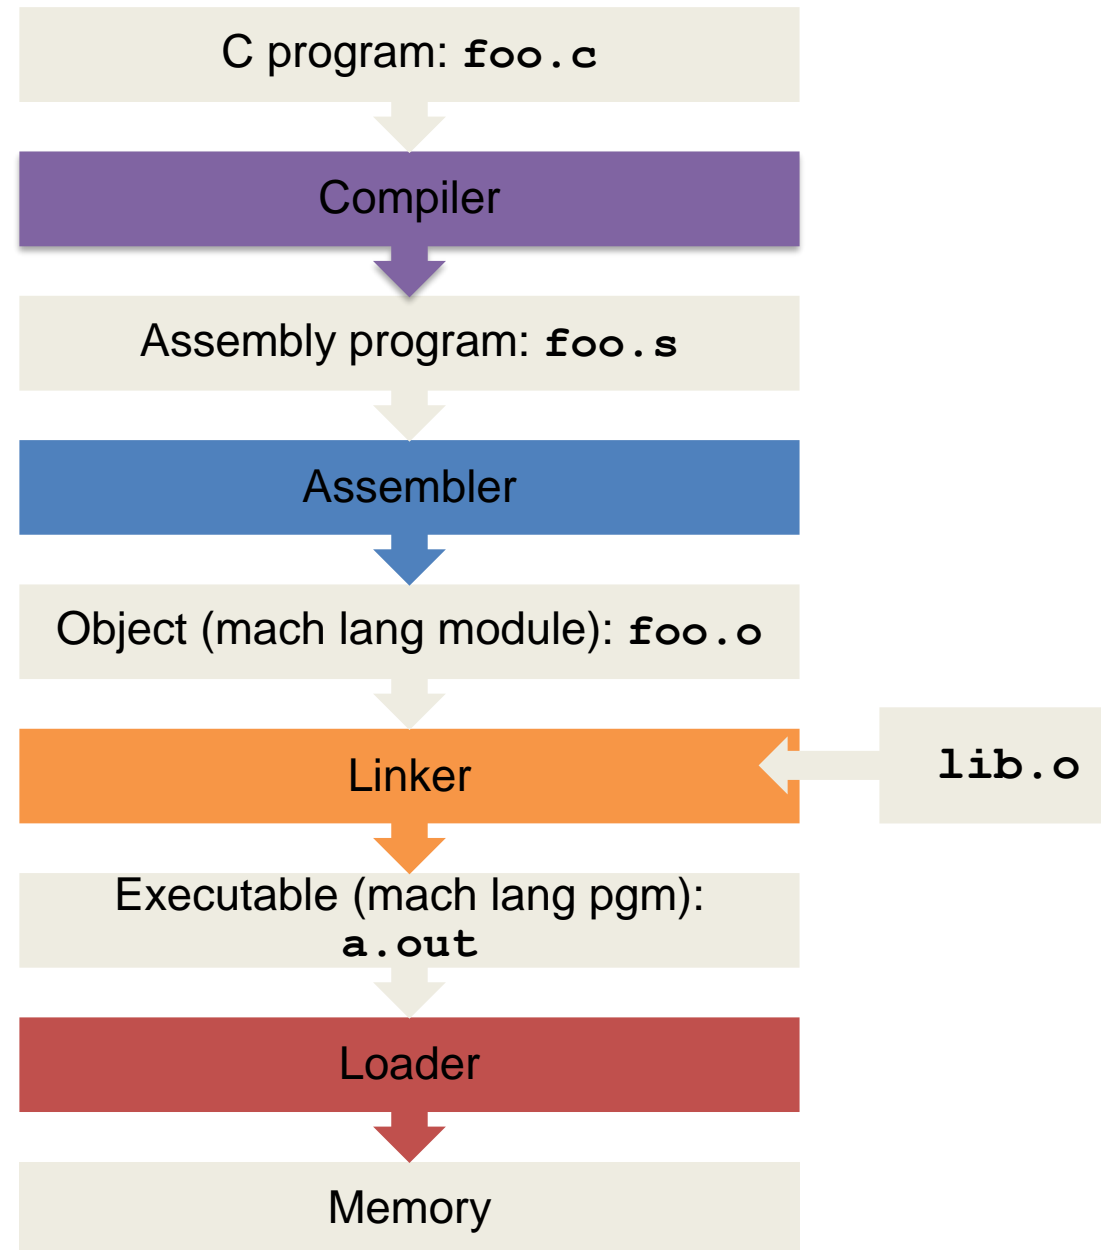 C program: foo.c
Compiler
Assembly program: foo.s
Assembler
Object (mach lang module): foo.o
Linker
lib.o
Executable (mach lang pgm):
a.out
Loader
Memory